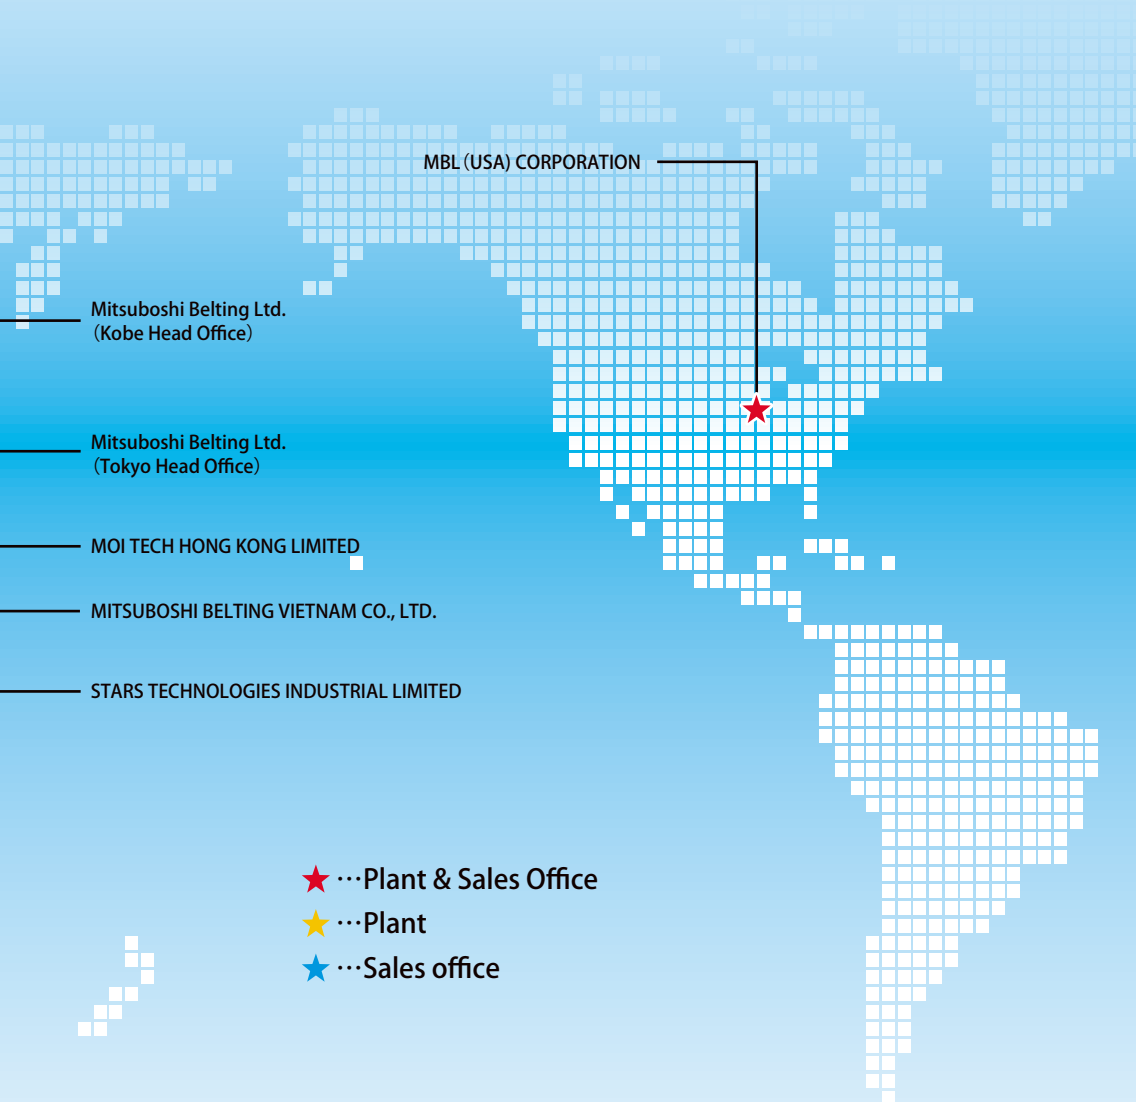 MBL（USA）CORPORATION
Mitsuboshi Belting Ltd.
（Kobe Head Office）
Mitsuboshi Belting Ltd.
（Tokyo Head Office）
MOI TECH HONG KONG LIMITED
MITSUBOSHI BELTING VIETNAM CO., LTD.
STARS TECHNOLOGIES INDUSTRIAL LIMITED
★…Plant & Sales Office
★…Plant
★…Sales office